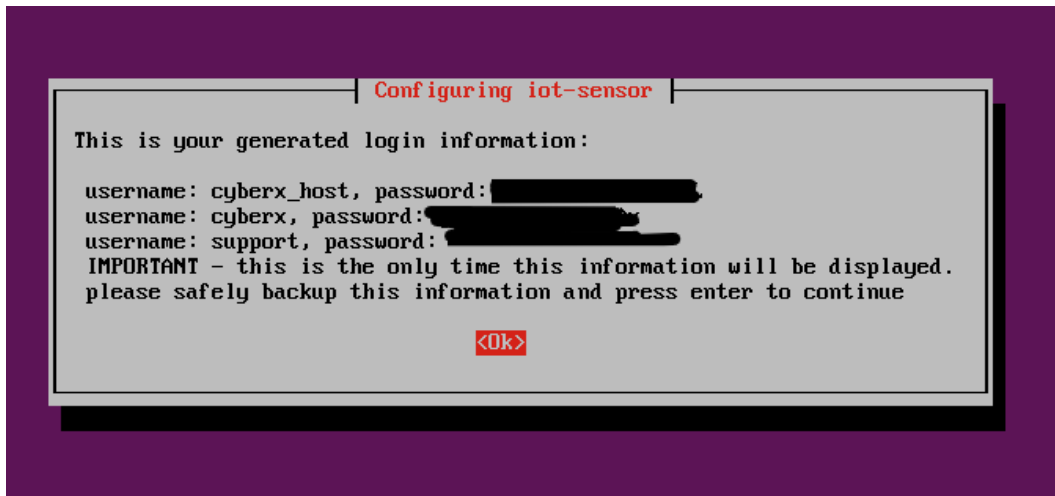 Configuring iot-sensor
This is your generated login information:
username: cyberx_host, password:
username: cyberx, password:
username: support, password:
IMPORTANT - this is the only time this information will be displayed.
please safely backup this information and press enter to continue
<Ok>